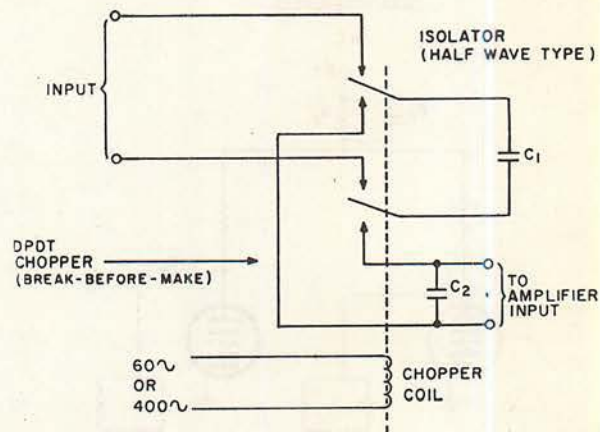 ISOLATOR
(HALF WAVE TYPE)
INPUT
C1
DPDT
CHOPPER
(BREAK-BEFORE-MAKE)
C2
TO
AMPLIFIER
INPUT
60~
OR
400~
CHOPPER
COIL